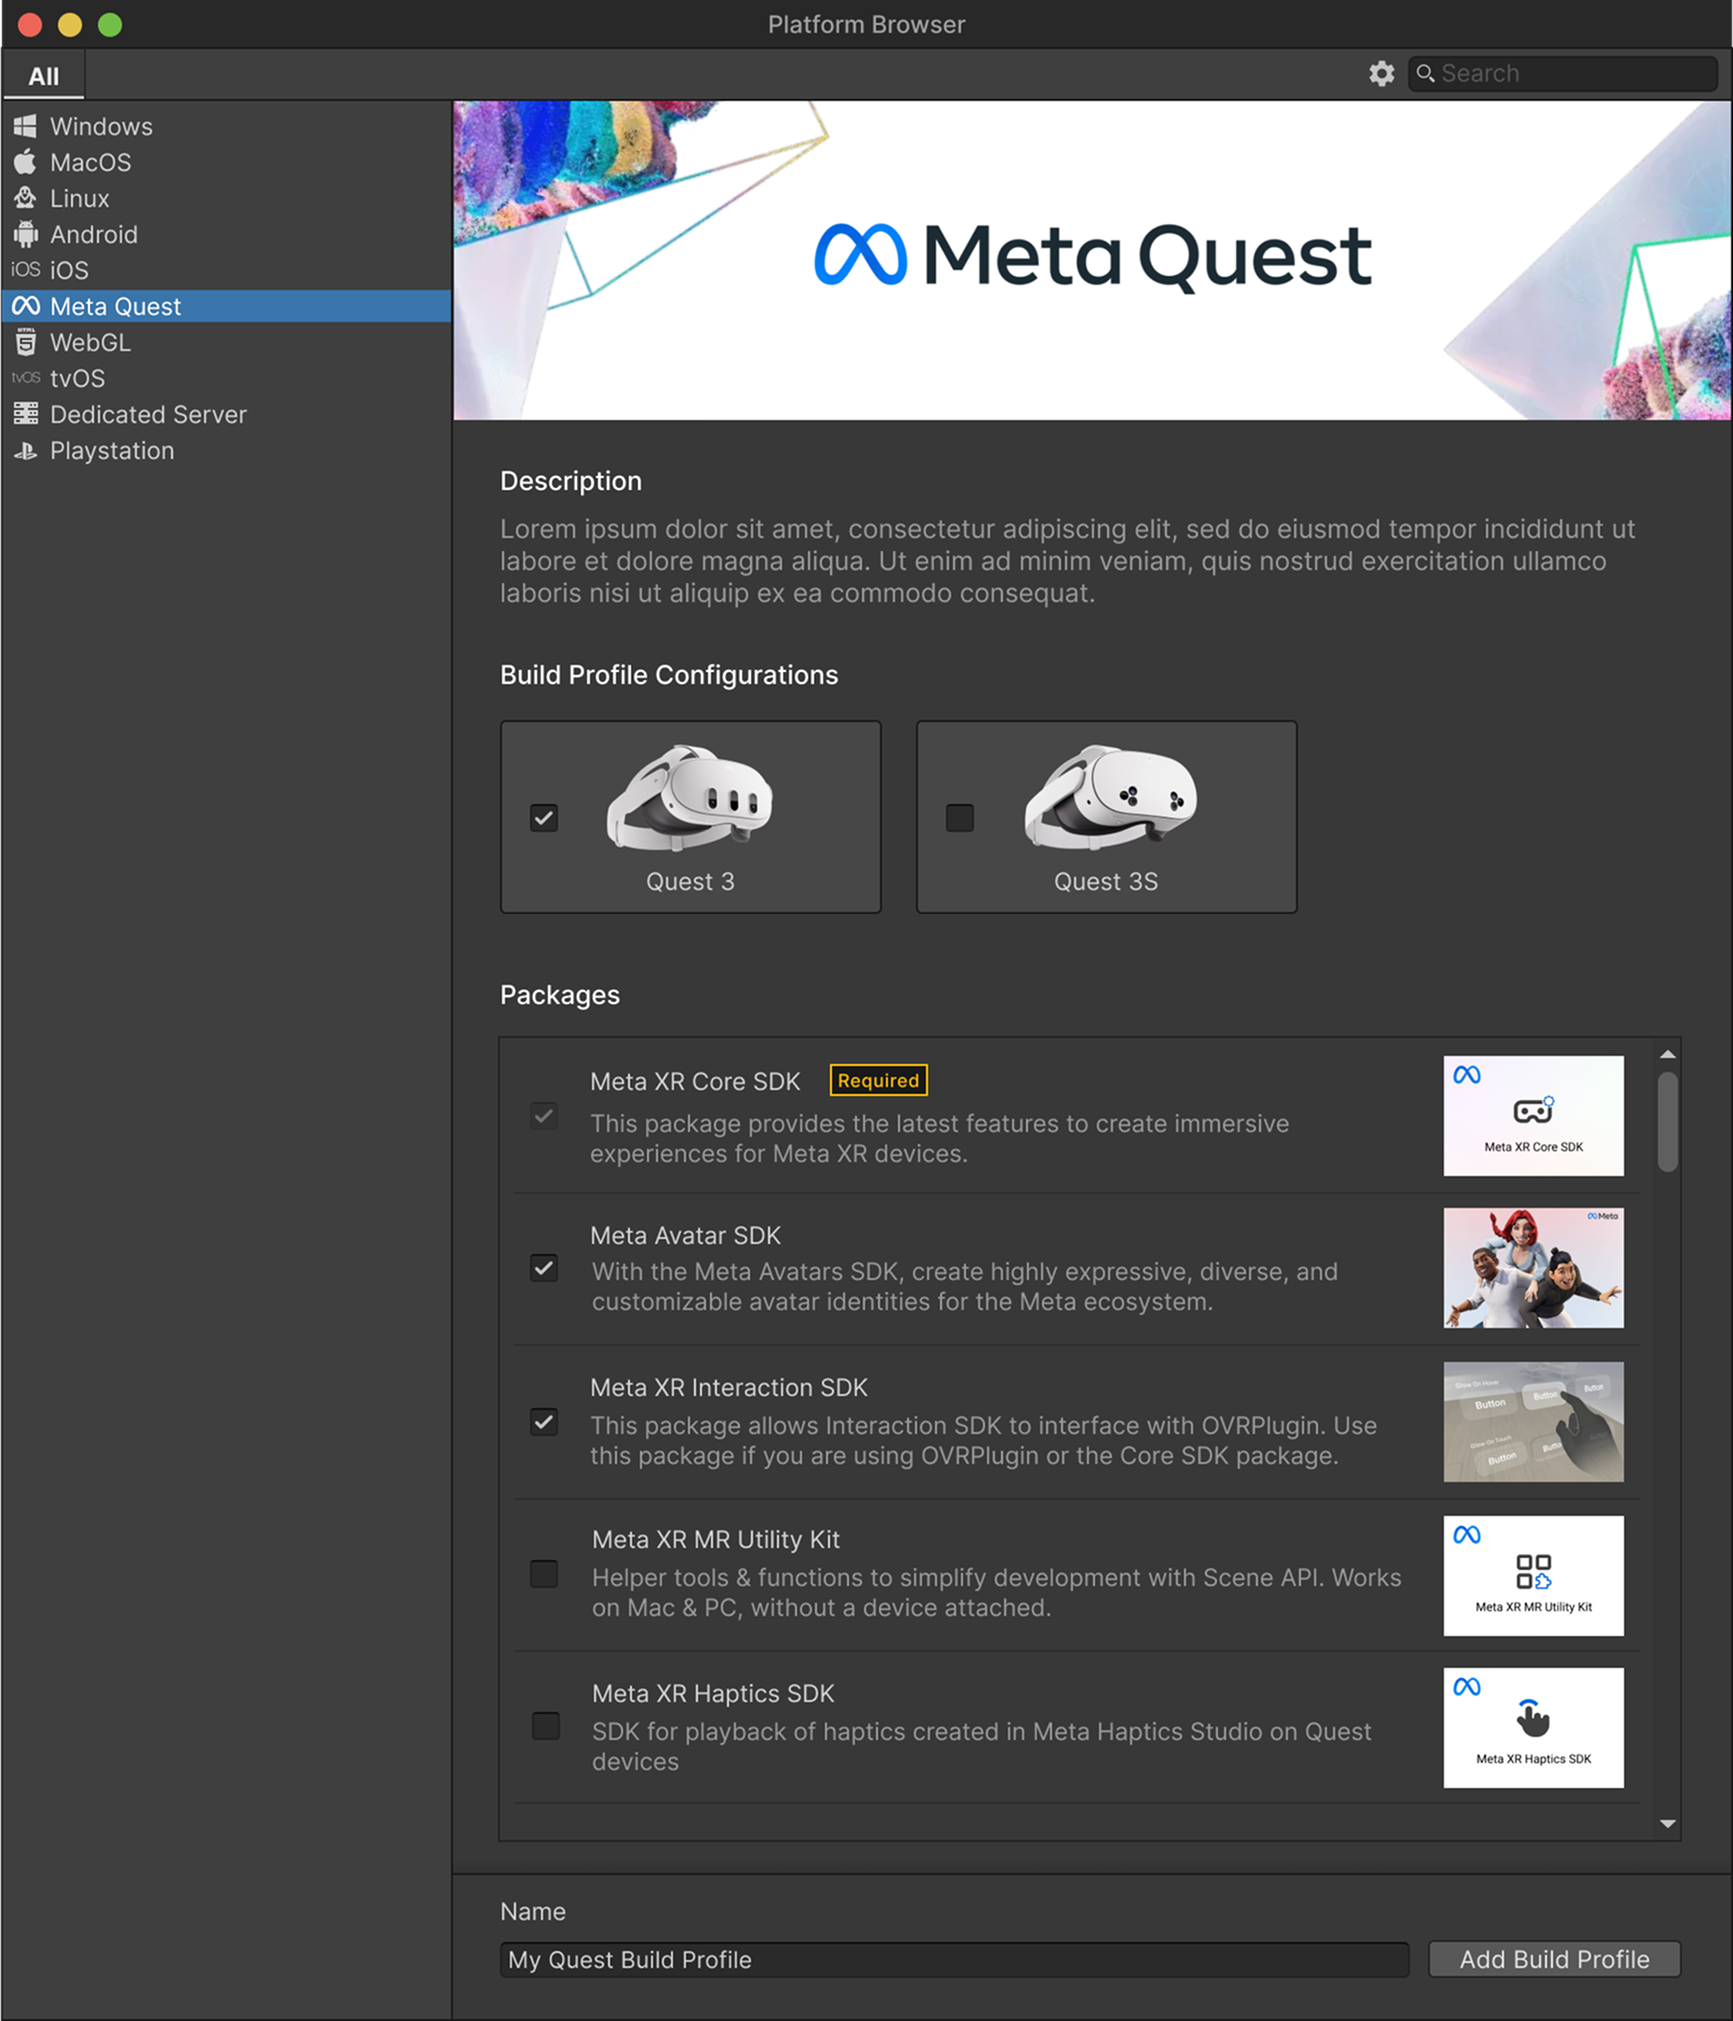 Platform Browser
All
Search
Windows
MacOS
Linux
Android
iOS iOS
Meta Quest
HTML 5 WebGL
tvOS tvOS
Dedicated Server
Playstation
Meta Quest
Description
Lorem ipsum dolor sit amet, consectetur adipiscing elit, sed do eiusmod tempor incididunt ut
labore et dolore magna aliqua. Ut enim ad minim veniam, quis nostrud exercitation ullamco
laboris nisi ut aliquip ex ea commodo consequat.
Build Profile Configurations
Quest 3
Quest 3S
Packages
Meta XR Core SDK Required
This package provides the latest features to create immersive
experiences for Meta XR devices.
Meta XR Core SDK
Meta Avatar SDK
With the Meta Avatars SDK, create highly expressive, diverse, and
customizable avatar identities for the Meta ecosystem.
Meta
Meta XR Interaction SDK
This package allows Interaction SDK to interface with OVRPlugin. Use
this package if you are using OVRPlugin or the Core SDK package.
Glow On Hover
Button Button Button
Glow On Touch
Button
Meta XR MR Utility Kit
Helper tools & functions to simplify development with Scene API. Works
on Mac & PC, without a device attached.
Meta XR MR Utility Kit
Meta XR Haptics SDK
SDK for playback of haptics created in Meta Haptics Studio on Quest
devices
Meta XR Haptics SDK
Name
My Quest Build Profile
Add Build Profile